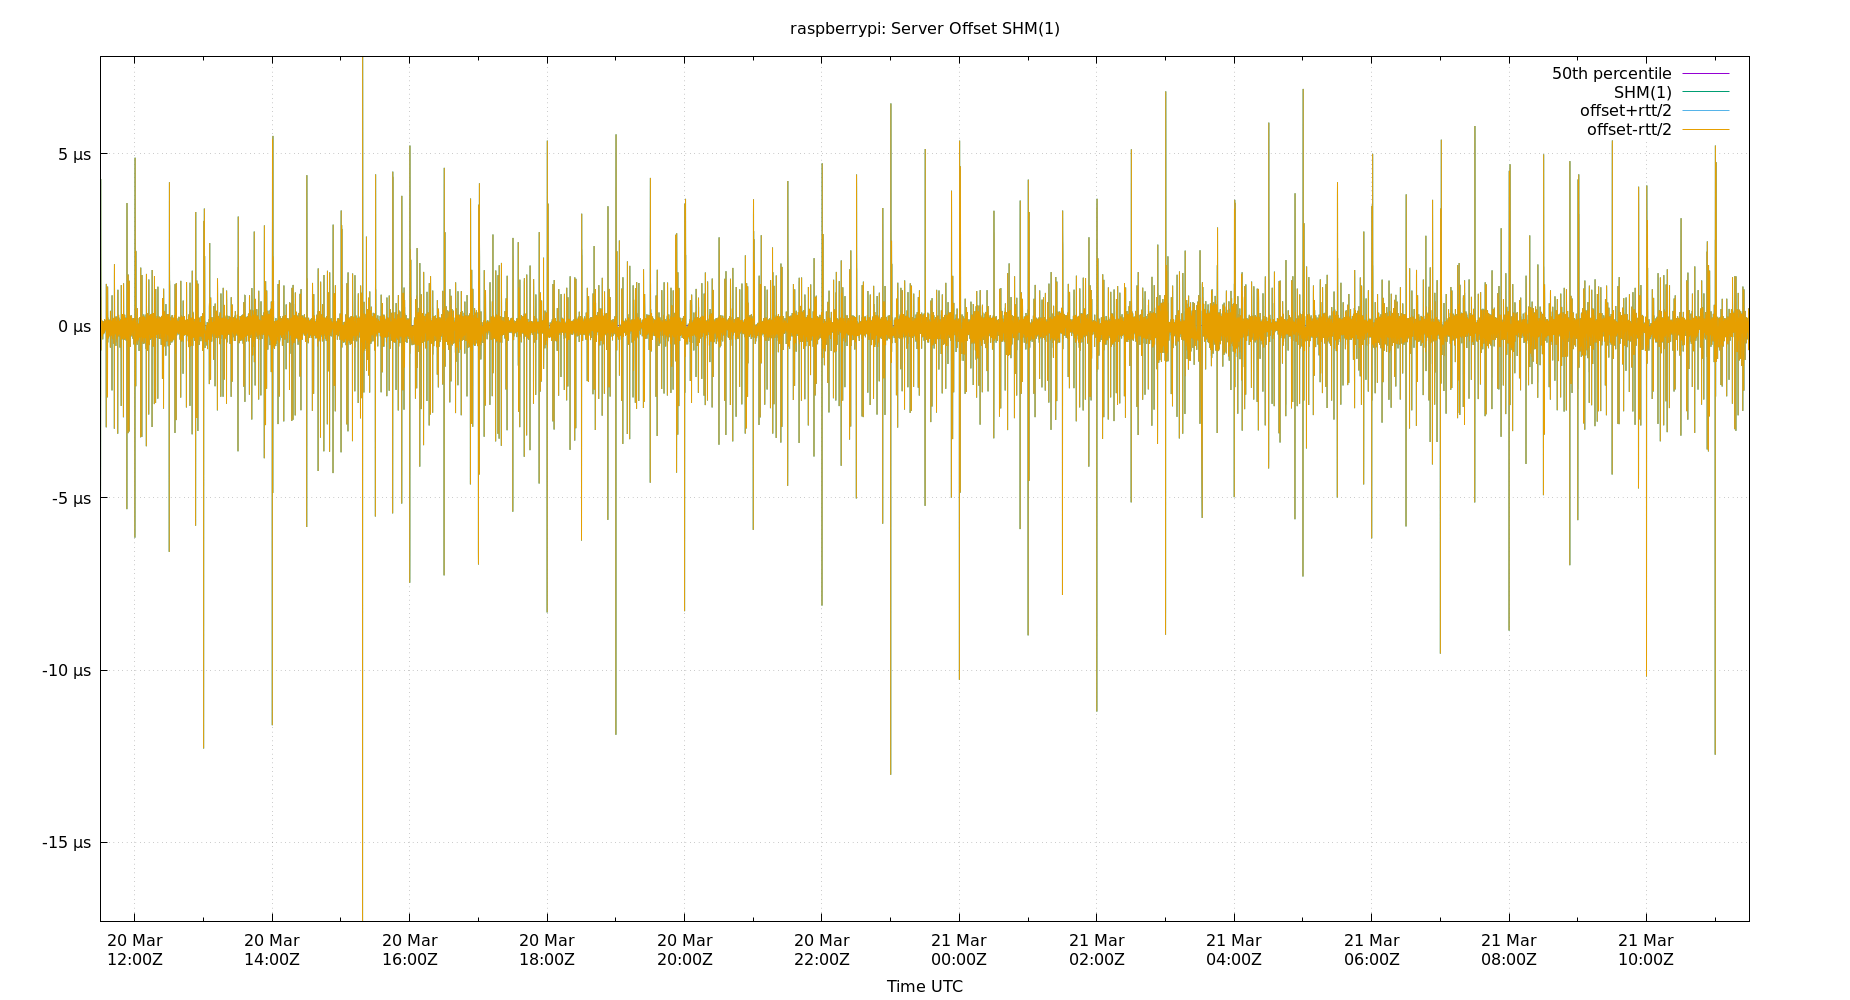 raspberrypi: Server Offset SHM(1)
50th percentile
SHM(1)
offset+rtt/2
offset-rtt/2
5 µs
0 µs
-5 µs
-10 µs
-15 µs
20 Mar 20 Mar 20 Mar 20 Mar 20 Mar 20 Mar 21 Mar 21 Mar 21 Mar 21 Mar 21 Mar 21 Mar
12:00Z 14:00Z 16:00Z 18:00Z 20:00Z 22:00Z 00:00Z 02:00Z 04:00Z 06:00Z 08:00Z 10:00Z
Time UTC